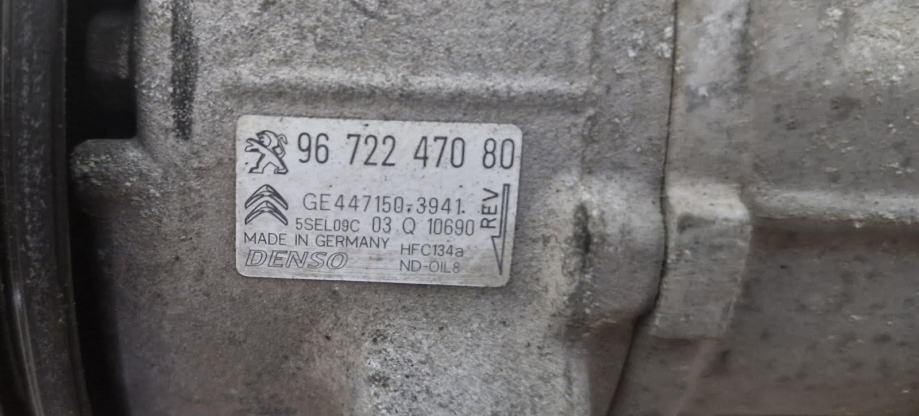 96 722 470 80
GE447150-3941.
5SEL09C 03 Q 10690
REV
MADE IN GERMANY HFC134a
DENSO ND-OIL8